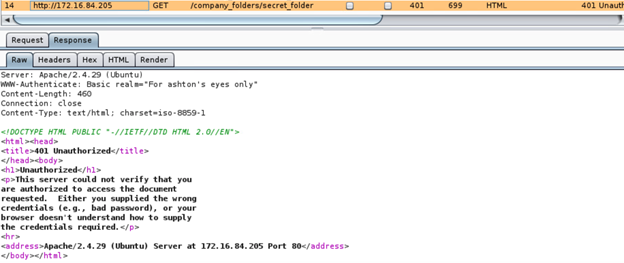 14 http://172.16.84.205 GET /company_folders/secret_folder 401 699 HTML 401 Unauth
Request Response
Raw Headers Hex HTML Render
Server: Apache/2.4.29 (Ubuntu)
WWW-Authenticate: Basic realm="For ashton's eyes only"
Content-Length: 460
Connection: close
Content-Type: text/html; charset=iso-8859-1
<!DOCTYPE HTML PUBLIC "-//IETF//DTD HTML 2.0//EN">
<html><head>
<title>401 Unauthorized</title>
</head><body>
<h1>Unauthorized</h1>
<p>This server could not verify that you
are authorized to access the document
requested.  Either you supplied the wrong
credentials (e.g., bad password), or your
browser doesn't understand how to supply
the credentials required.</p>
<hr>
<address>Apache/2.4.29 (Ubuntu) Server at 172.16.84.205 Port 80</address>
</body></html>